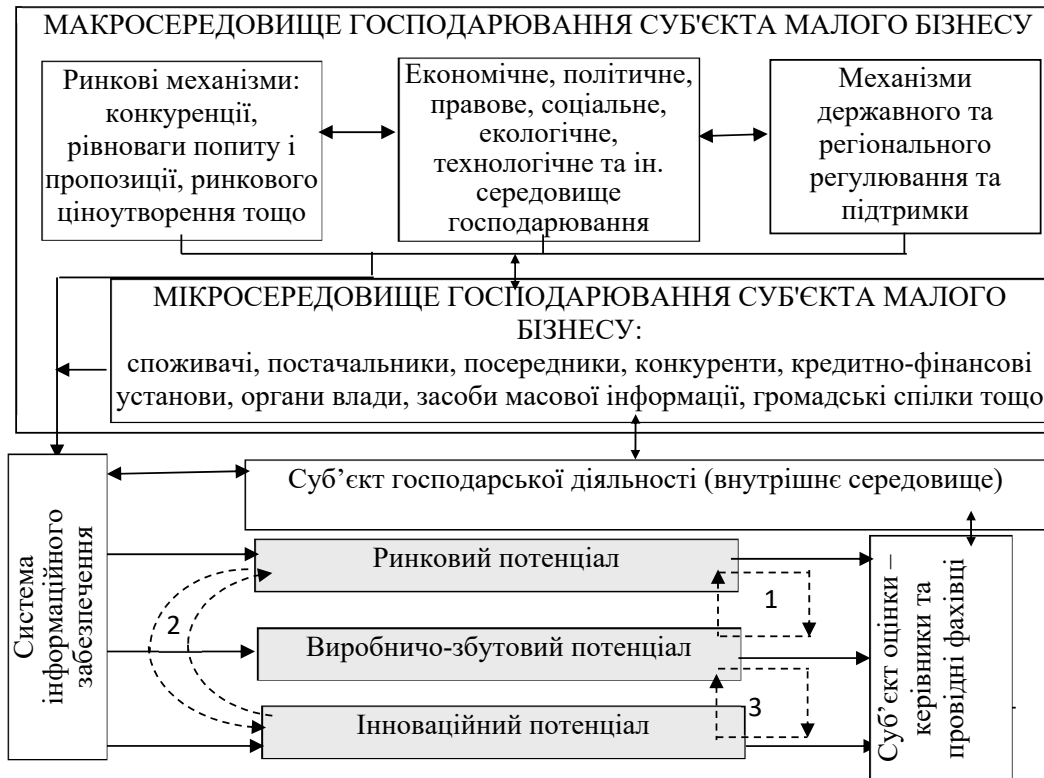 МАКРОСЕРЕДОВИЩЕ ГОСПОДАРЮВАННЯ СУБ'ЄКТА МАЛОГО БІЗНЕСУ
Ринкові механізми:
конкуренції,
рівноваги попиту і
пропозиції, ринкового
ціноутворення тощо
Економічне, політичне,
правове, соціальне,
екологічне,
технологічне та ін.
середовище
господарювання
Механізми
державного та
регіонального
регулювання та
підтримки
МІКРОСЕРЕДОВИЩЕ ГОСПОДАРЮВАННЯ СУБ'ЄКТА МАЛОГО
БІЗНЕСУ:
споживачі, постачальники, посередники, конкуренти, кредитно-фінансові
установи, органи влади, засоби масової інформації, громадські спілки тощо
Система
інформаційного
забезпечення
Суб’єкт господарської діяльності (внутрішнє середовище)
Ринковий потенціал
1
2
Виробничо-збутовий потенціал
3
Інноваційний потенціал
Суб’єкт оцінки –
керівники та
провідні фахівці